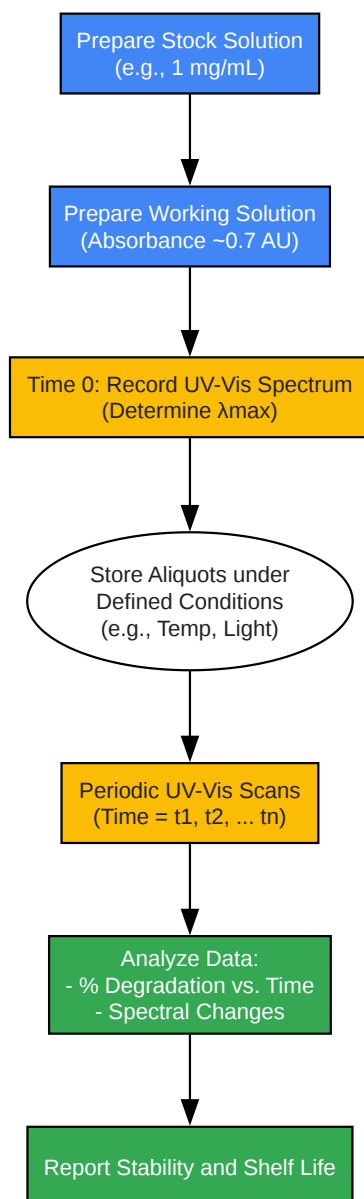 Prepare Stock Solution
(e.g., 1 mg/mL)
Prepare Working Solution
(Absorbance ~0.7 AU)
Time 0: Record UV-Vis Spectrum
(Determine λmax)
Store Aliquots under
Defined Conditions
(e.g., Temp, Light)
Periodic UV-Vis Scans
(Time = t1, t2, ... tn)
Analyze Data:
- % Degradation vs. Time
- Spectral Changes
Report Stability and Shelf Life